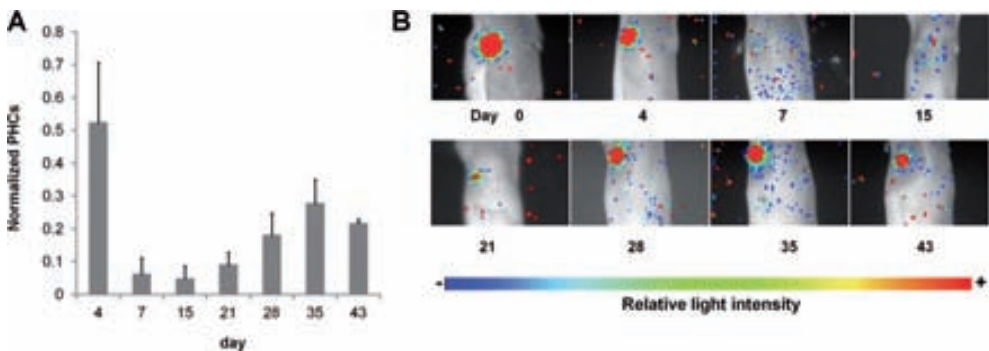 A
Normalized PHCs
0.8
0.7
0.6
0.5
0.4
0.3
0.2
0.1
0
4 7 15 21 28 35 43
day
B
Day 0 4 7 15
21 28 35 43
- +
Relative light intensity